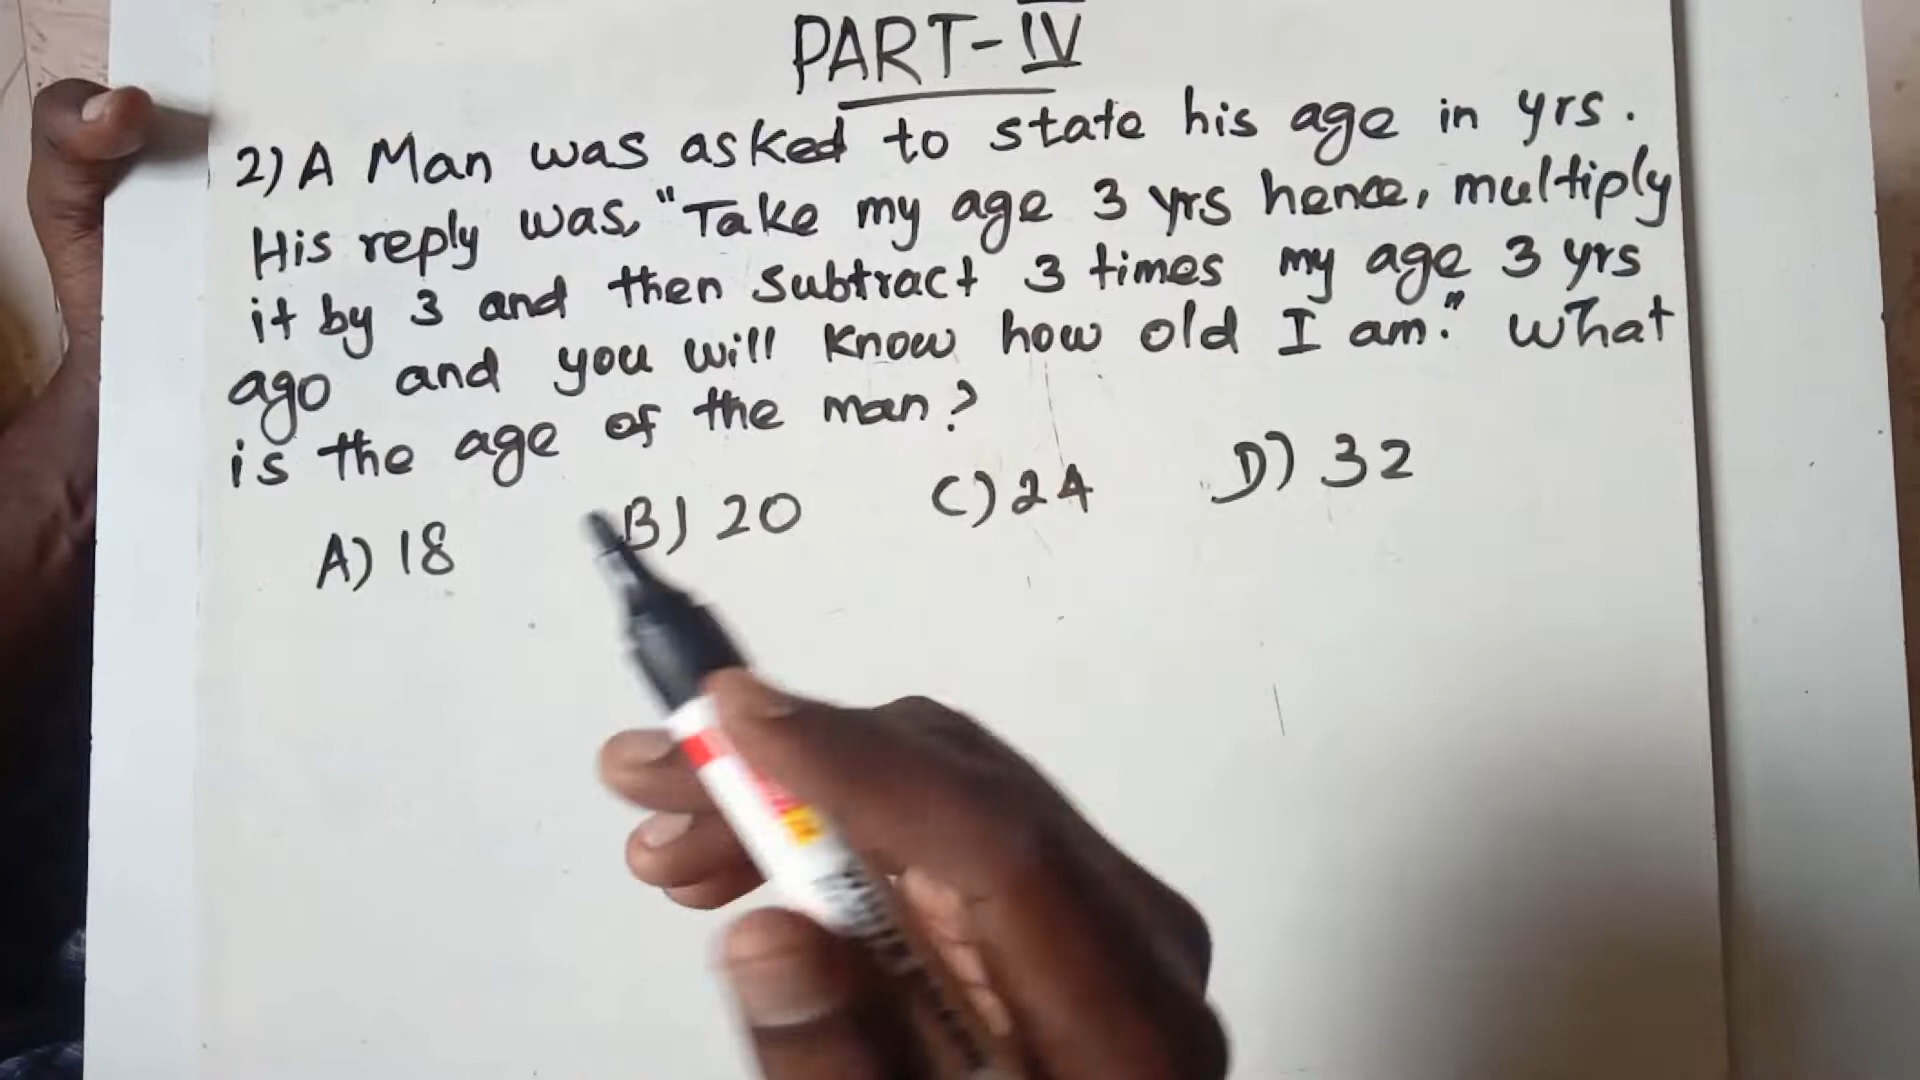 PART-IV
2) A Man was asked to state his age in yrs.
His reply was, "Take my age 3 yrs hence, multiply
it by 3 and then subtract 3 times my age 3 yrs
ago and you will know how old I am." What
is the age of the man?
A) 18 B) 20 C) 24 D) 32